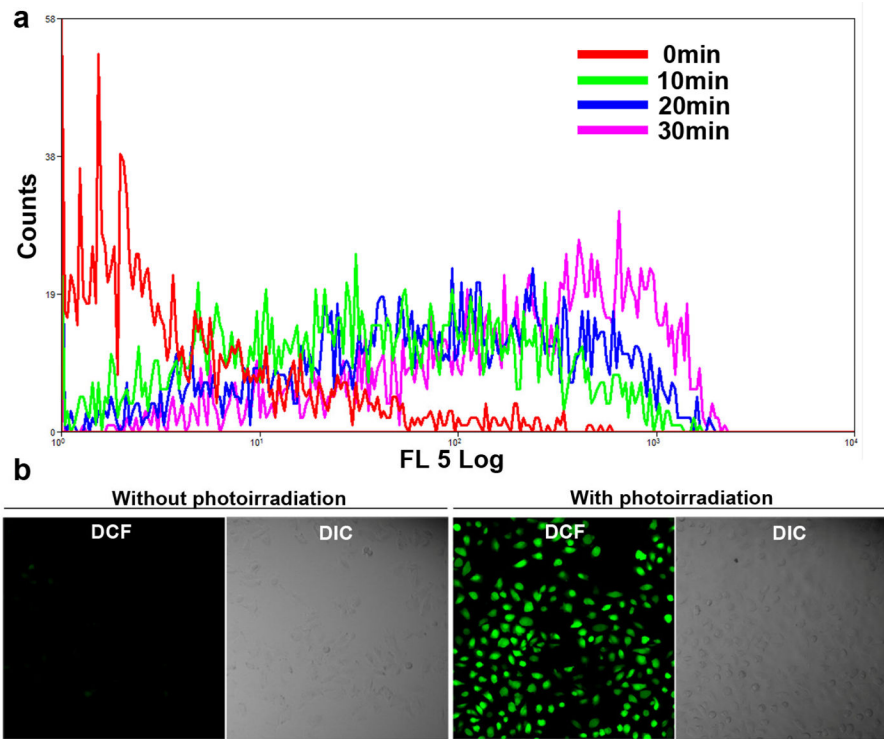 a
58
38
19
0
Counts
0min
10min
20min
30min
10⁰ 10¹ 10² 10³ 10⁴
FL 5 Log
b
Without photoirradiation With photoirradiation
DCF DIC DCF DIC